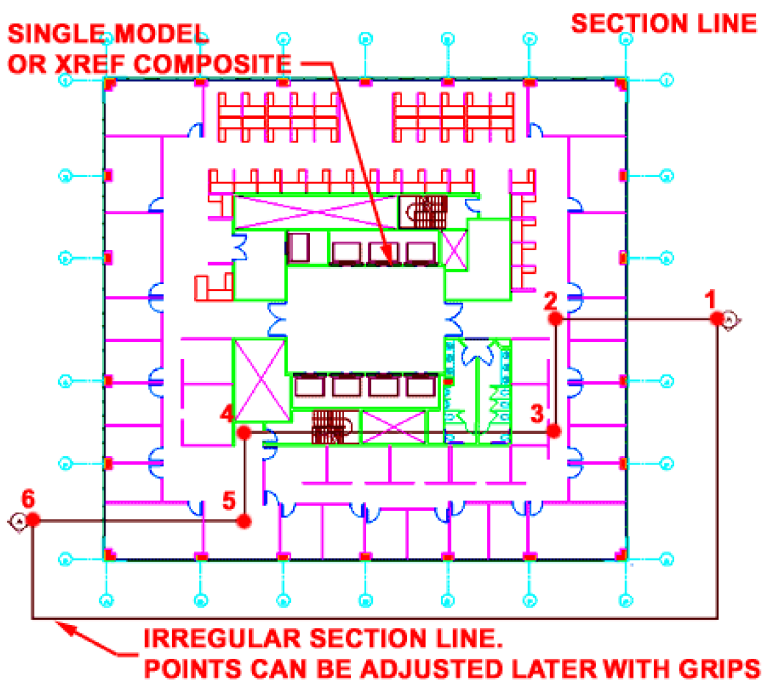 SECTION LINE
SINGLE MODEL
OR XREF COMPOSITE
2
1
4
3
6
5
IRREGULAR SECTION LINE.
POINTS CAN BE ADJUSTED LATER WITH GRIPS